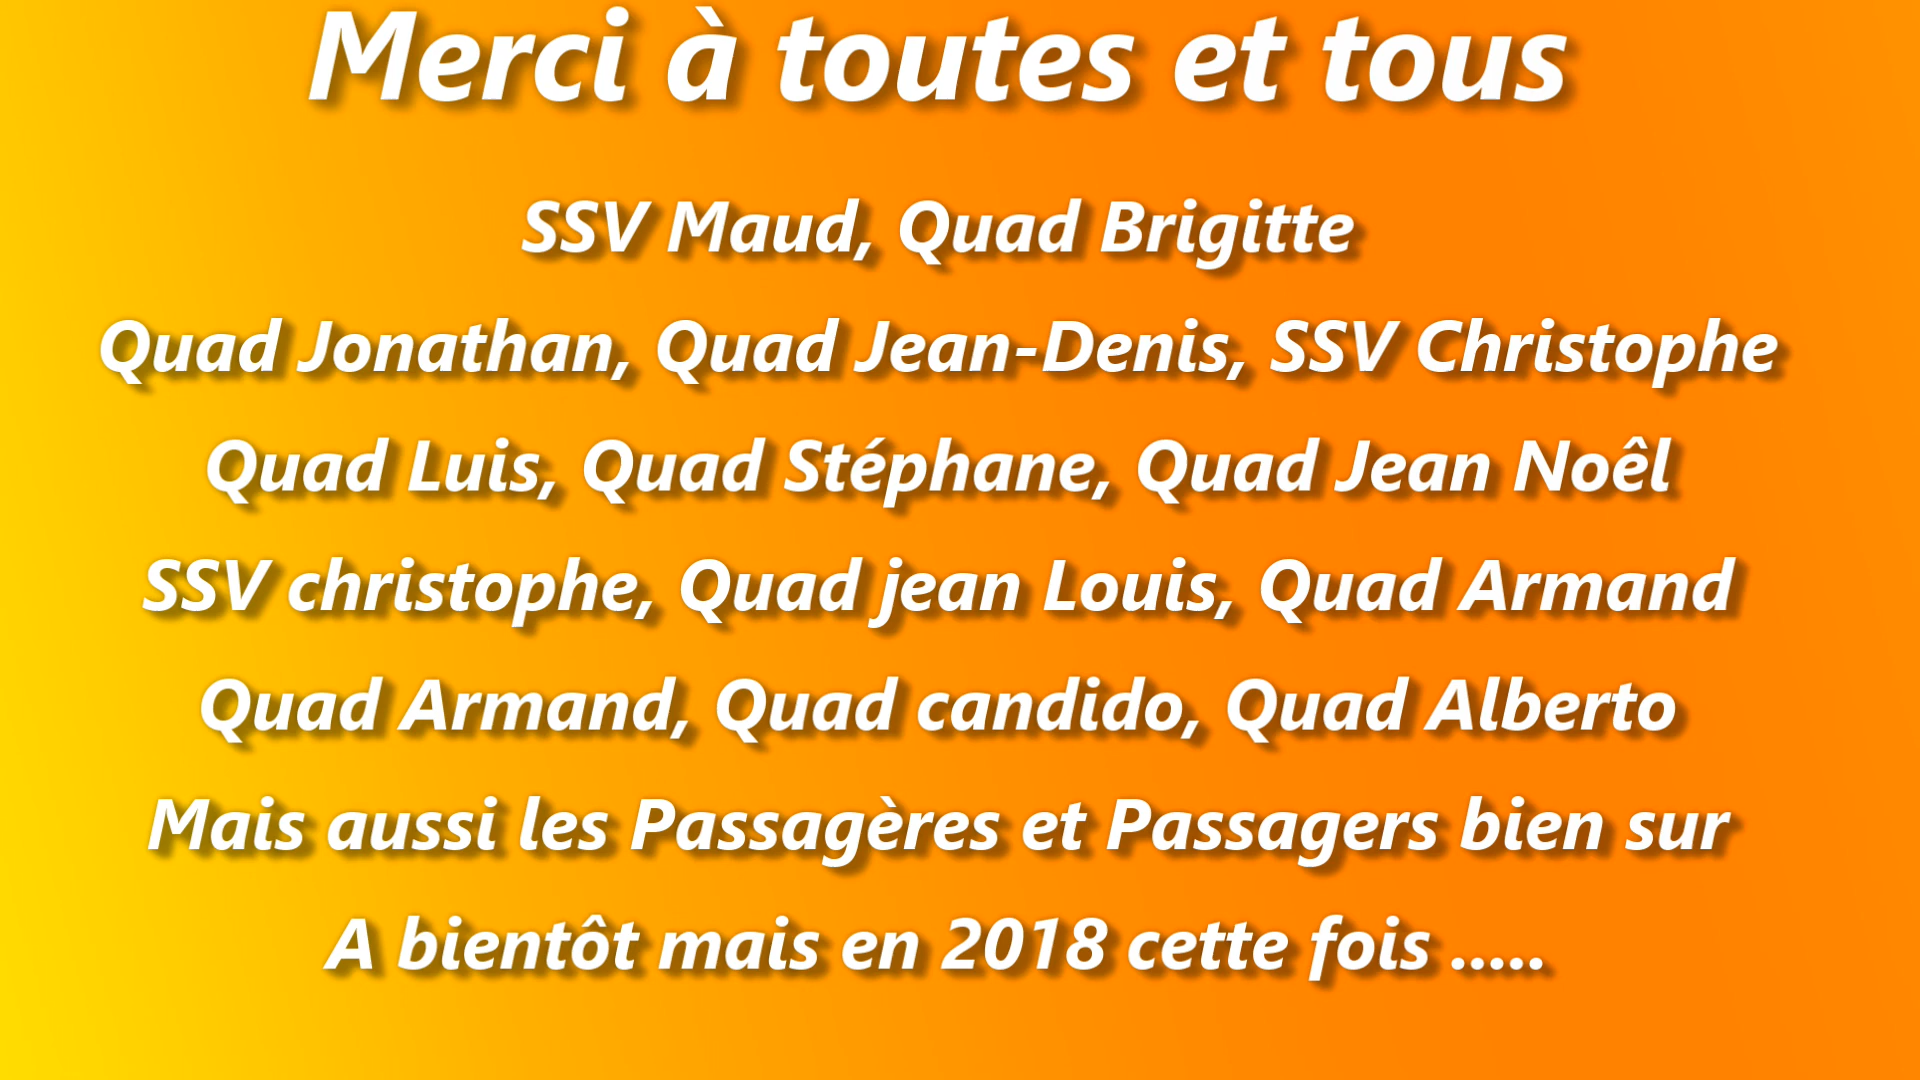 Merci à toutes et tous
SSV Maud, Quad Brigitte
Quad Jonathan, Quad Jean-Denis, SSV Christophe
Quad Luis, Quad Stéphane, Quad Jean Noêl
SSV christophe, Quad jean Louis, Quad Armand
Quad Armand, Quad candido, Quad Alberto
Mais aussi les Passagères et Passagers bien sur
A bientôt mais en 2018 cette fois .....